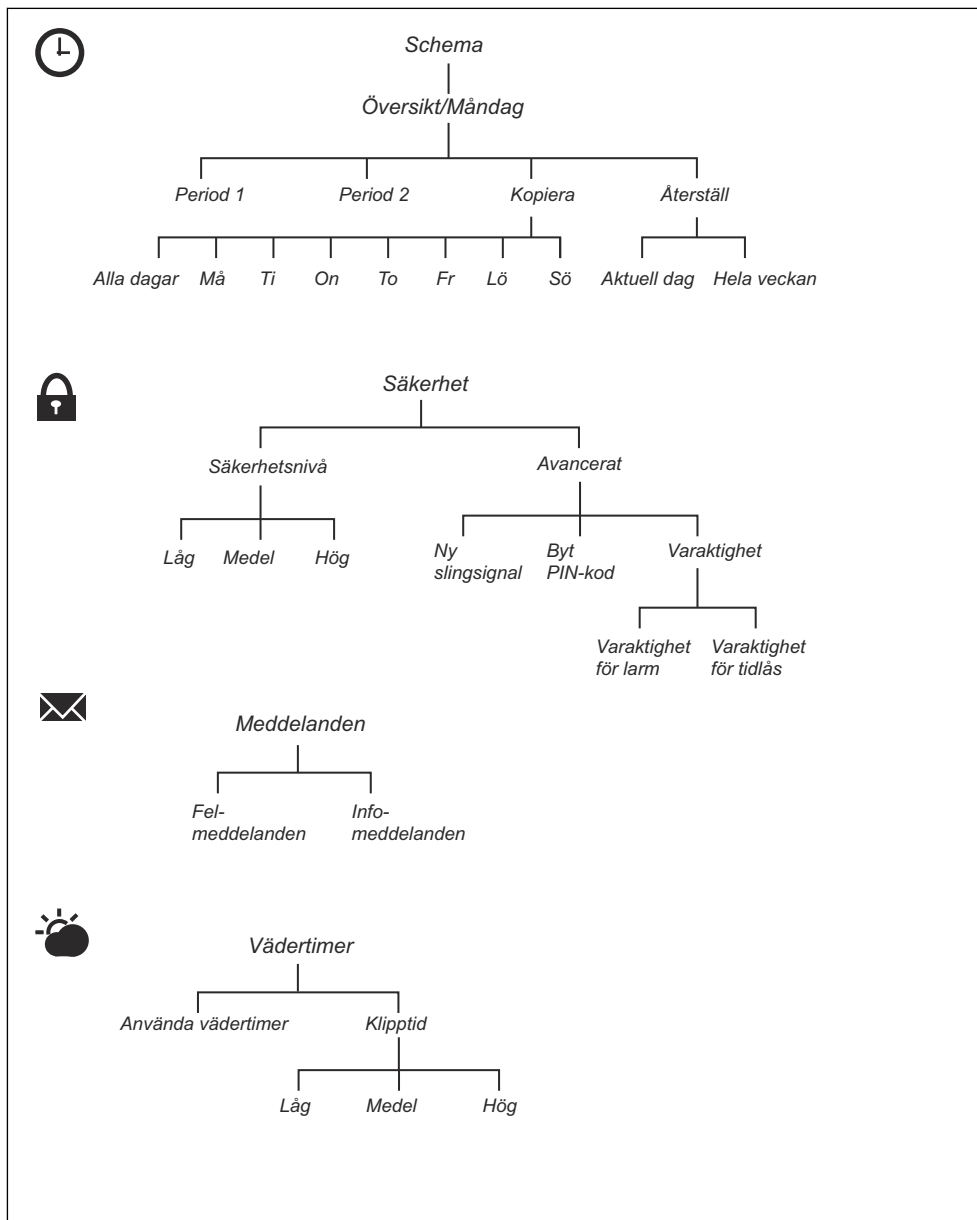 Schema
Översikt/Måndag
Period 1 Period 2 Kopiera Återställ
Alla dagar Må Ti On To Fr Lö Sö Aktuell dag Hela veckan
Säkerhet
Säkerhetsnivå Avancerat
Låg Medel Hög
Ny
slingsignal
Byt
PIN-kod
Varaktighet
Varaktighet
för larm
Varaktighet
för tidlås
Meddelanden
Fel-
meddelanden
Info-
meddelanden
Vädertimer
Använda vädertimer Klipptid
Låg Medel Hög